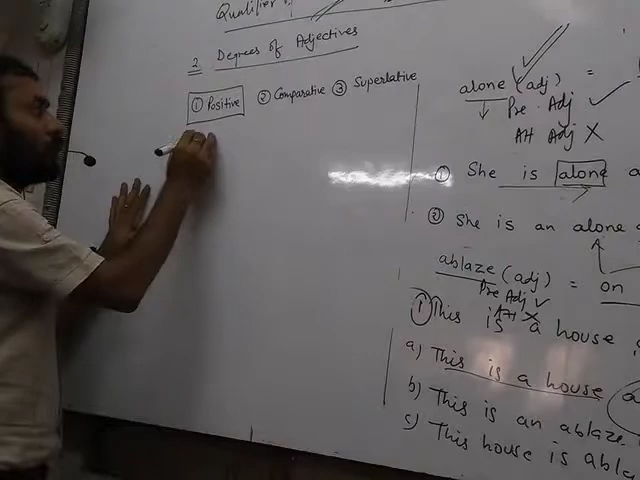 Qualifier
2. Degrees of Adjectives
① Positive ② Comparative ③ Superlative
alone (adj) =
Pre. Adj ✓
Att Adj X
① She is alone a
② She is an alone
ablaze (adj) = on
Pre Adj ✓
Att X
① This is a house
a) This is a house a
b) This is an ablaze
c) This house is abla